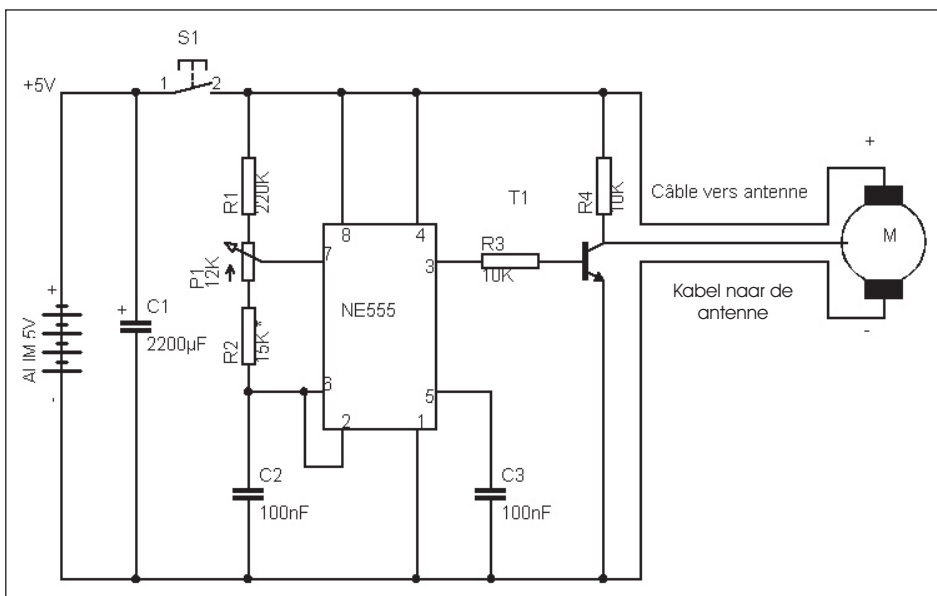 S1
+5V
1
2
R1
220K
P1
12K
R2
15K*
8
4
7
3
NE555
6
5
2
1
R3
10K
T1
R4
10K
Câble vers antenne
Kabel naar de
antenne
+
M
-
+
ALIM 5V
-
+
C1
2200µF
C2
100nF
C3
100nF